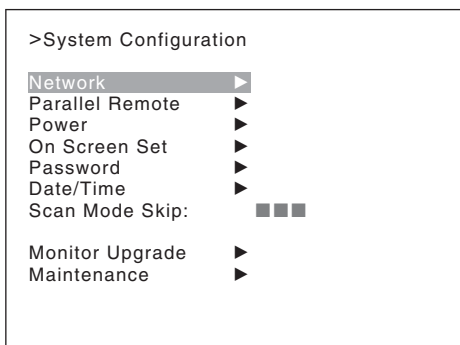 >System Configuration
Network ▶
Parallel Remote ▶
Power ▶
On Screen Set ▶
Password ▶
Date/Time ▶
Scan Mode Skip: ■■■
Monitor Upgrade ▶
Maintenance ▶